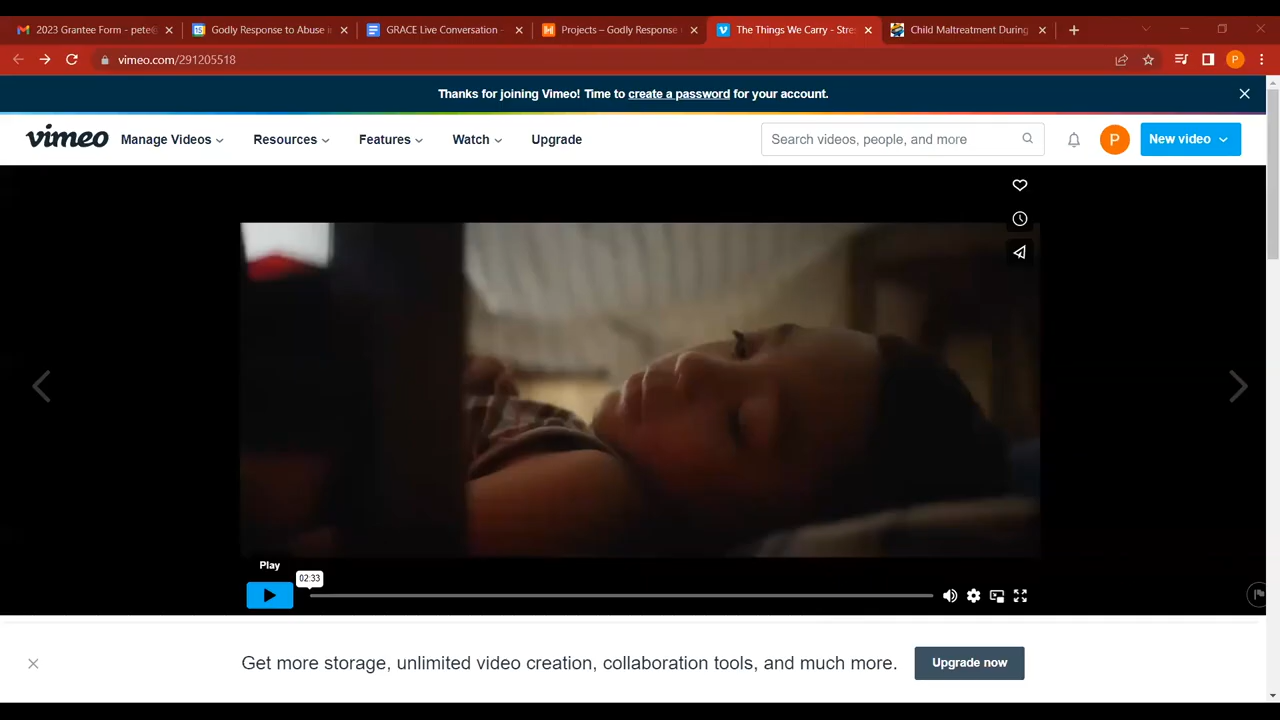 2023 Grantee Form - pete@
Godly Response to Abuse in
GRACE Live Conversation -
Projects – Godly Response
The Things We Carry - Stre
Child Maltreatment During
vimeo.com/291205518
P
Thanks for joining Vimeo! Time to create a password for your account.
vimeo
Manage Videos
Resources
Features
Watch
Upgrade
Search videos, people, and more
P
New video
Play
02:33
Get more storage, unlimited video creation, collaboration tools, and much more.
Upgrade now